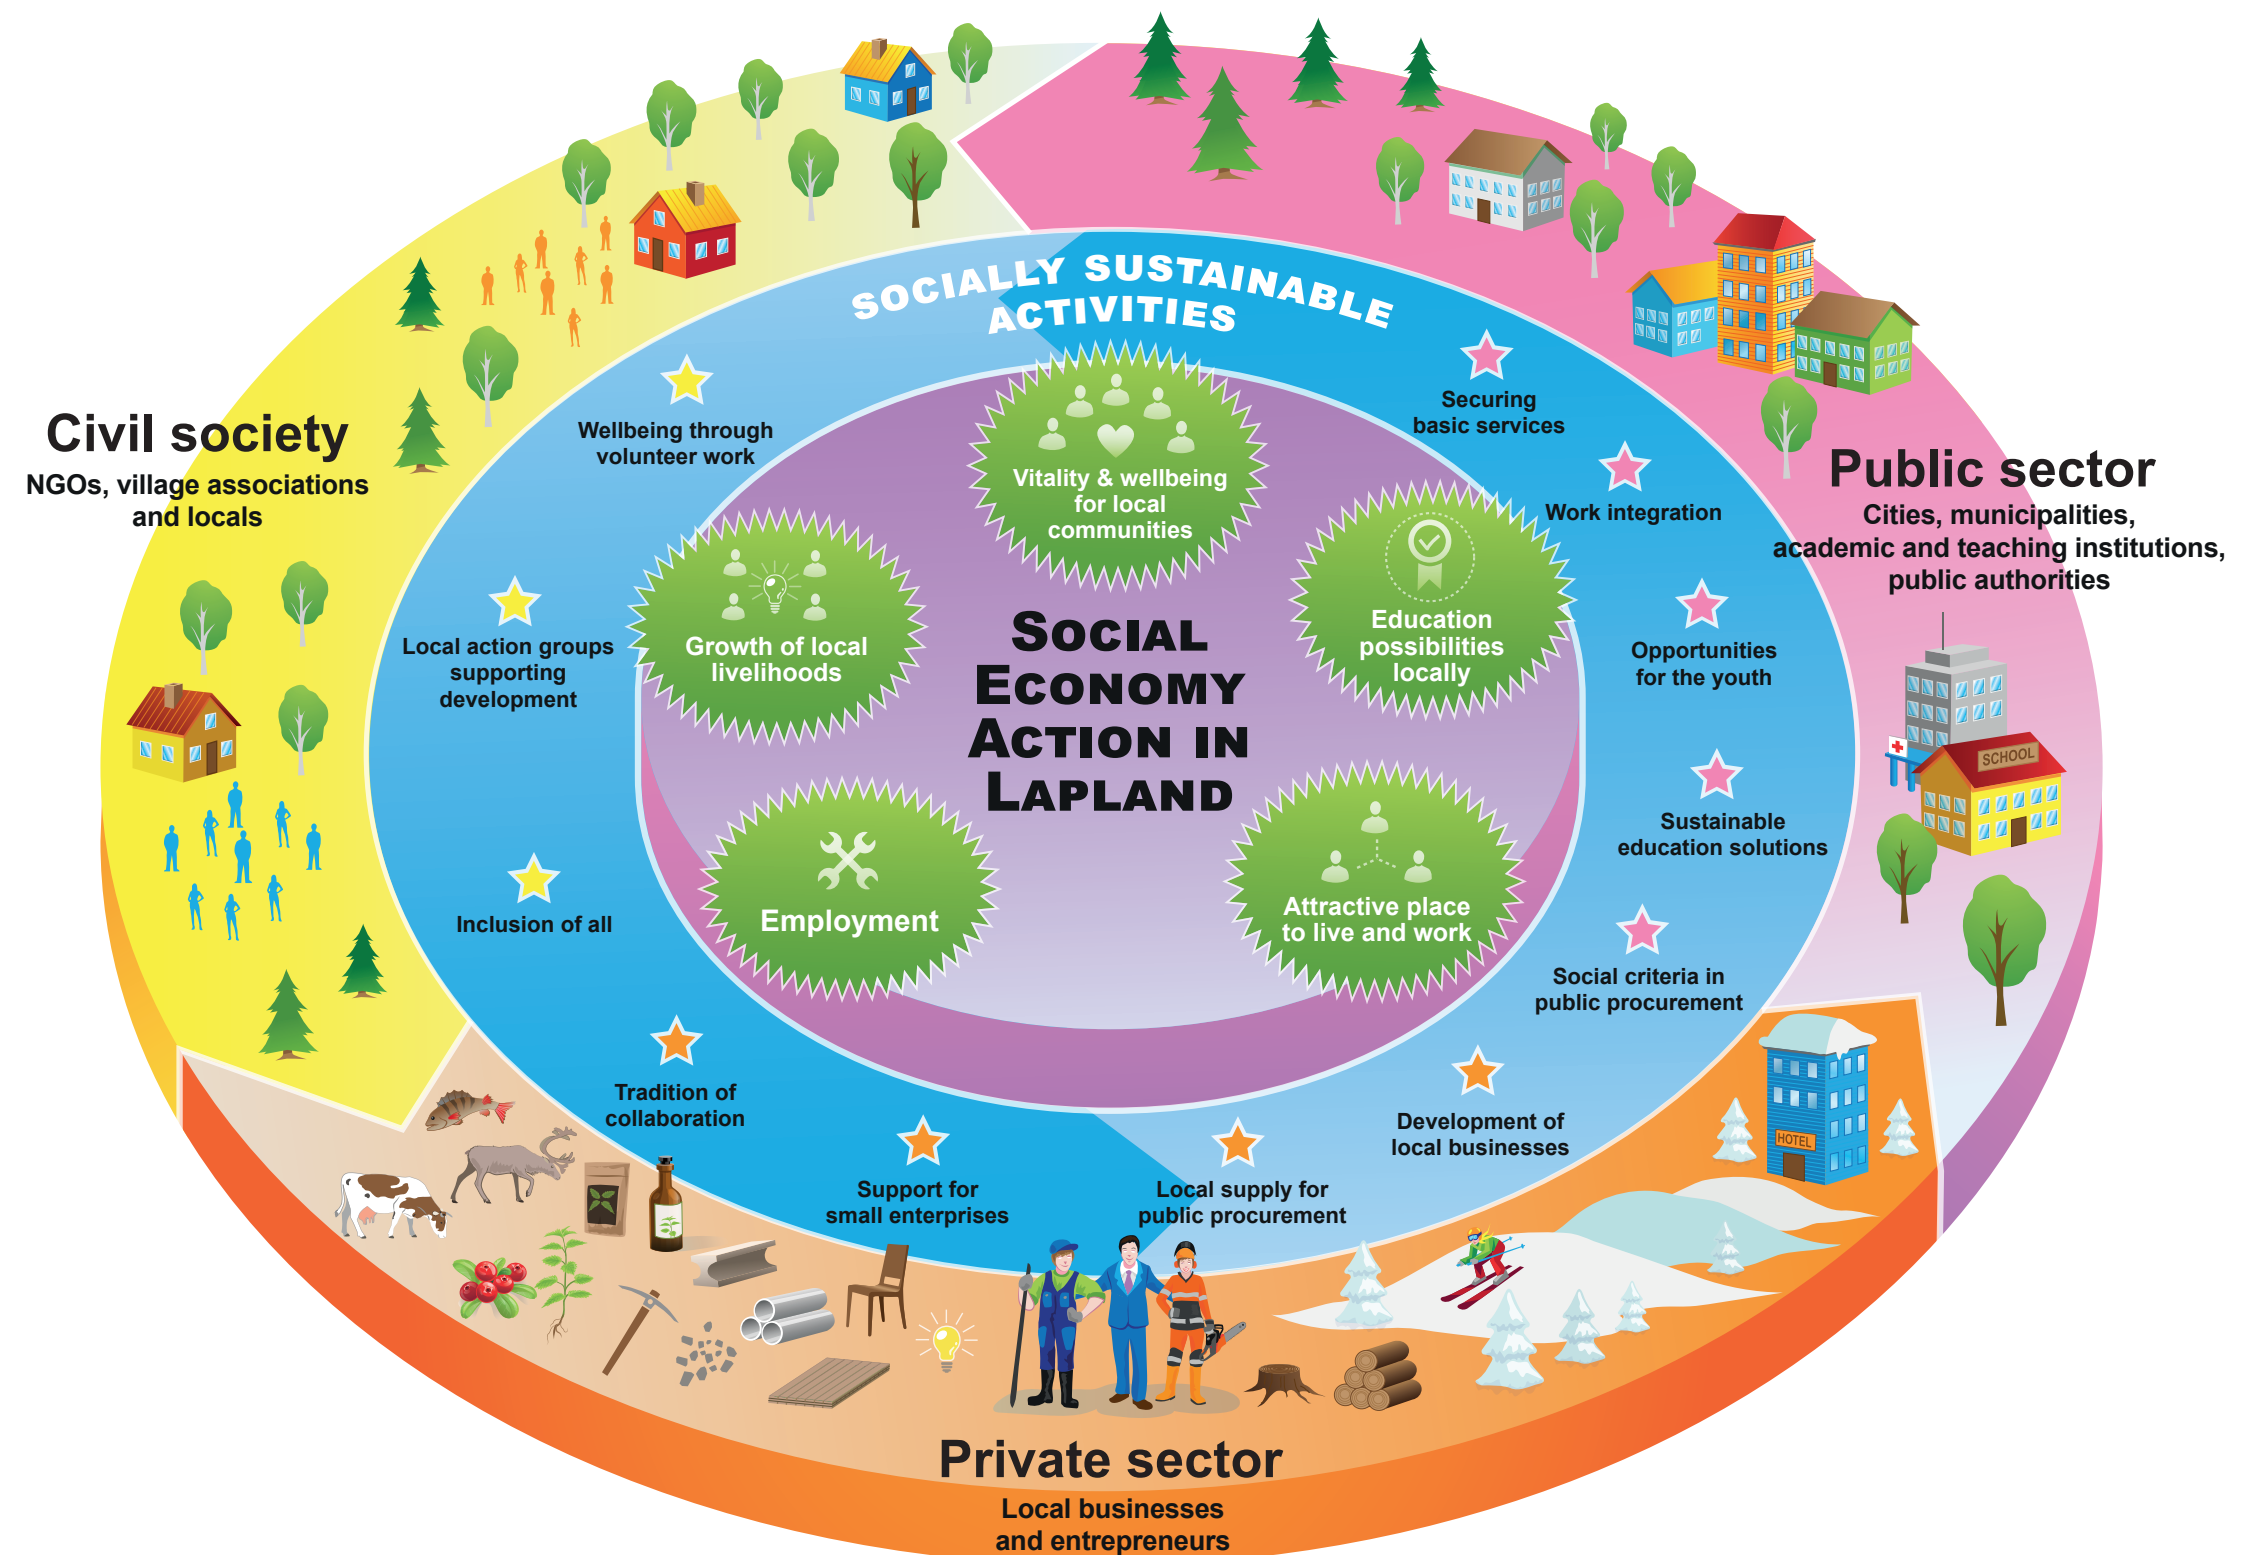 SOCIALLY SUSTAINABLE
ACTIVITIES
Civil society
NGOs, village associations
and locals
Public sector
Cities, municipalities,
academic and teaching institutions,
public authorities
SCHOOL
HOTEL
Private sector
Local businesses
and entrepreneurs
Wellbeing through
volunteer work
Local action groups
supporting
development
Inclusion of all
Tradition of
collaboration
Support for
small enterprises
Local supply for
public procurement
Development of
local businesses
Social criteria in
public procurement
Sustainable
education solutions
Opportunities
for the youth
Work integration
Securing
basic services
Vitality & wellbeing
for local
communities
Education
possibilities
locally
Attractive place
to live and work
Employment
Growth of local
livelihoods
SOCIAL
ECONOMY
ACTION IN
LAPLAND